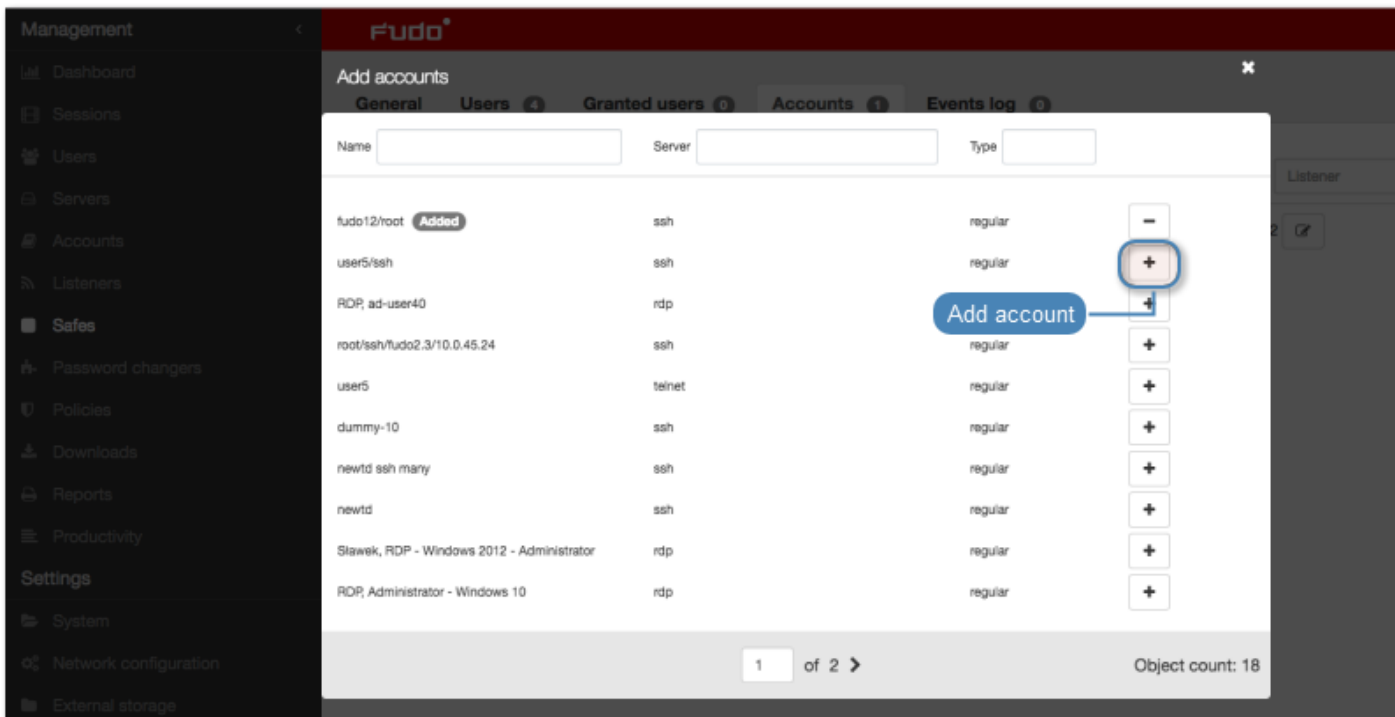 Management
Fudo
Dashboard
Add accounts
General Users 4 Granted users 0 Accounts 1 Events log 0
Sessions
Name Server Type
Users
Listener
Servers
fudo12/root Added ssh regular
2
Accounts
user5/ssh ssh regular
Listeners
RDP, ad-user40 rdp
Add account
Safes
root/ssh/fudo2.3/10.0.45.24 ssh regular
Password changers
user5 telnet regular
Policies
dummy-10 ssh regular
Downloads
newtd ssh many ssh regular
Reports
newtd ssh regular
Productivity
Sławek, RDP - Windows 2012 - Administrator rdp regular
Settings
RDP, Administrator - Windows 10 rdp regular
System
Network configuration
1 of 2 Object count: 18
External storage